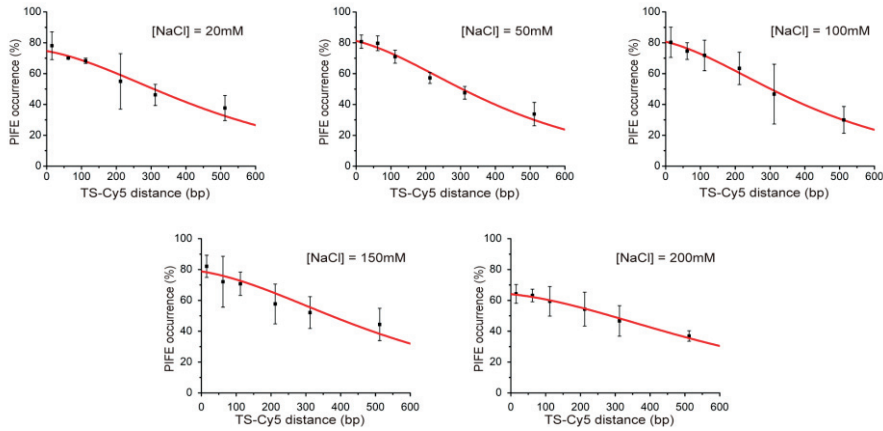 [NaCl] = 20mM
PIFE occurrence (%)
100
80
60
40
20
0
0 100 200 300 400 500 600
TS-Cy5 distance (bp)
[NaCl] = 50mM
PIFE occurrence (%)
100
80
60
40
20
0
0 100 200 300 400 500 600
TS-Cy5 distance (bp)
[NaCl] = 100mM
PIFE occurrence (%)
100
80
60
40
20
0
0 100 200 300 400 500 600
TS-Cy5 distance (bp)
[NaCl] = 150mM
PIFE occurrence (%)
100
80
60
40
20
0
0 100 200 300 400 500 600
TS-Cy5 distance (bp)
[NaCl] = 200mM
PIFE occurrence (%)
100
80
60
40
20
0
0 100 200 300 400 500 600
TS-Cy5 distance (bp)